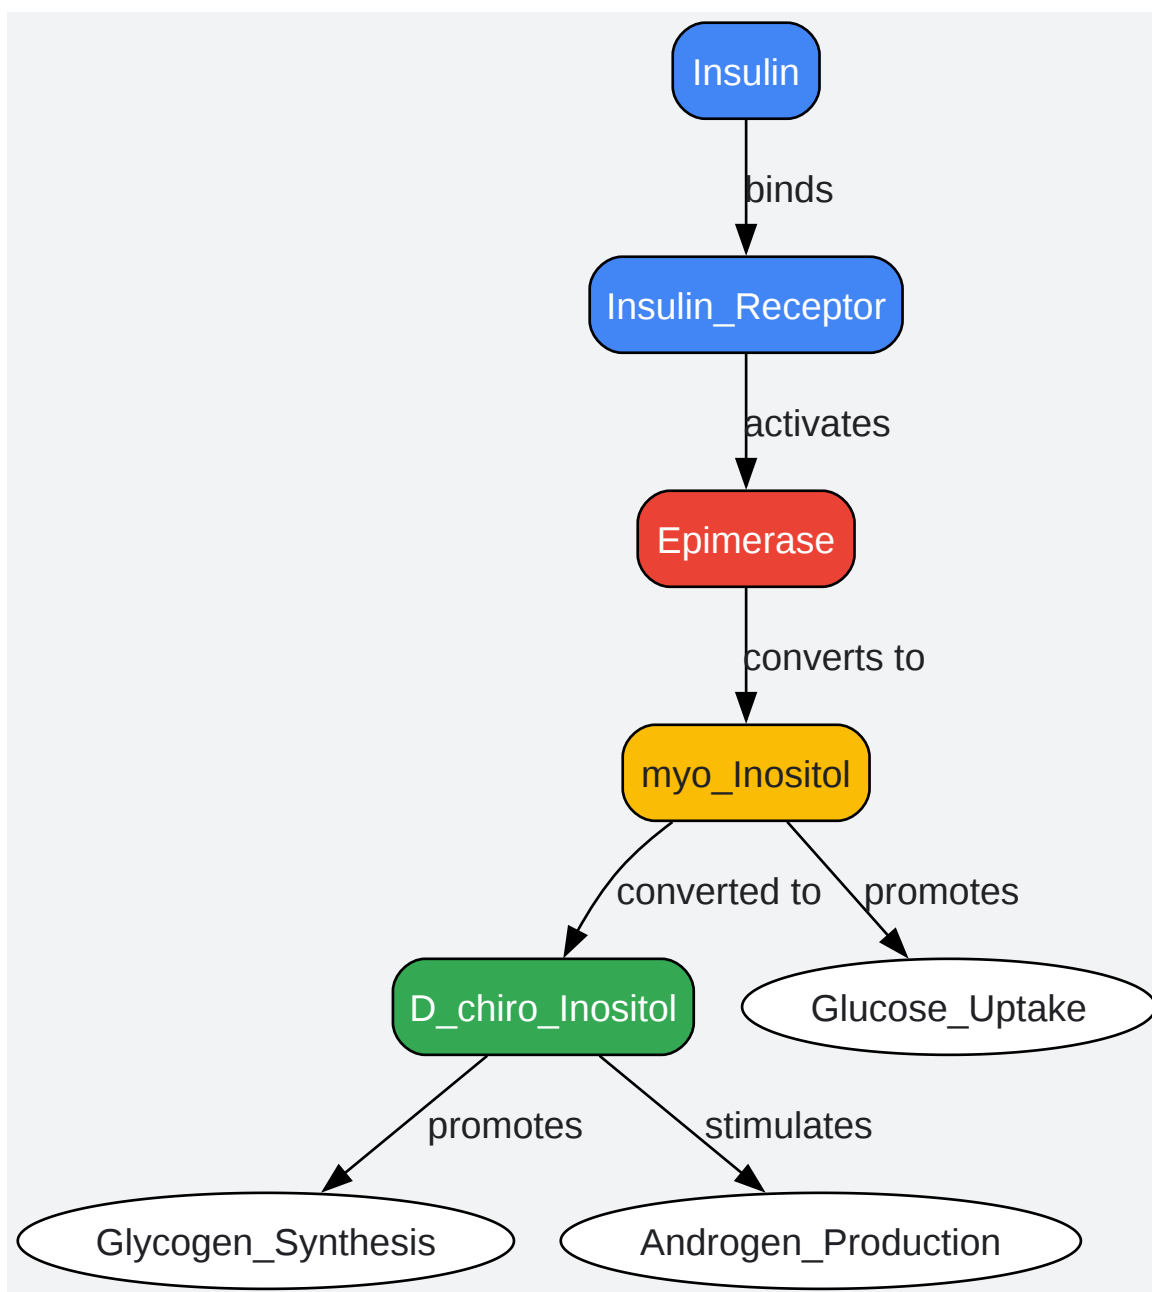 Insulin
binds
Insulin_Receptor
activates
Epimerase
converts to
myo_Inositol
converted to
promotes
D_chiro_Inositol
Glucose_Uptake
promotes
stimulates
Glycogen_Synthesis
Androgen_Production